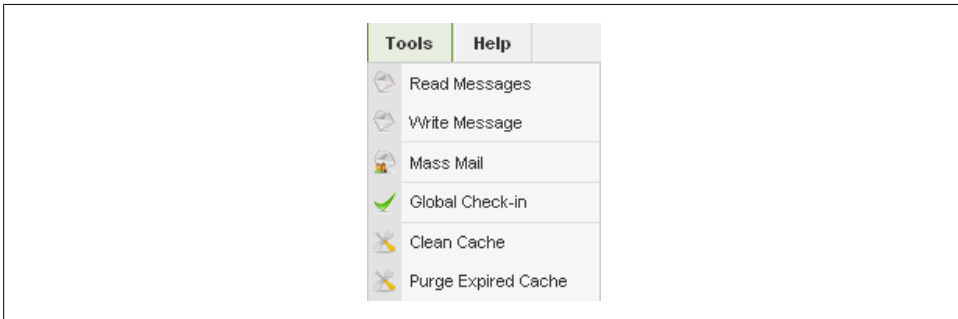 Tools Help
Read Messages
Write Message
Mass Mail
Global Check-in
Clean Cache
Purge Expired Cache